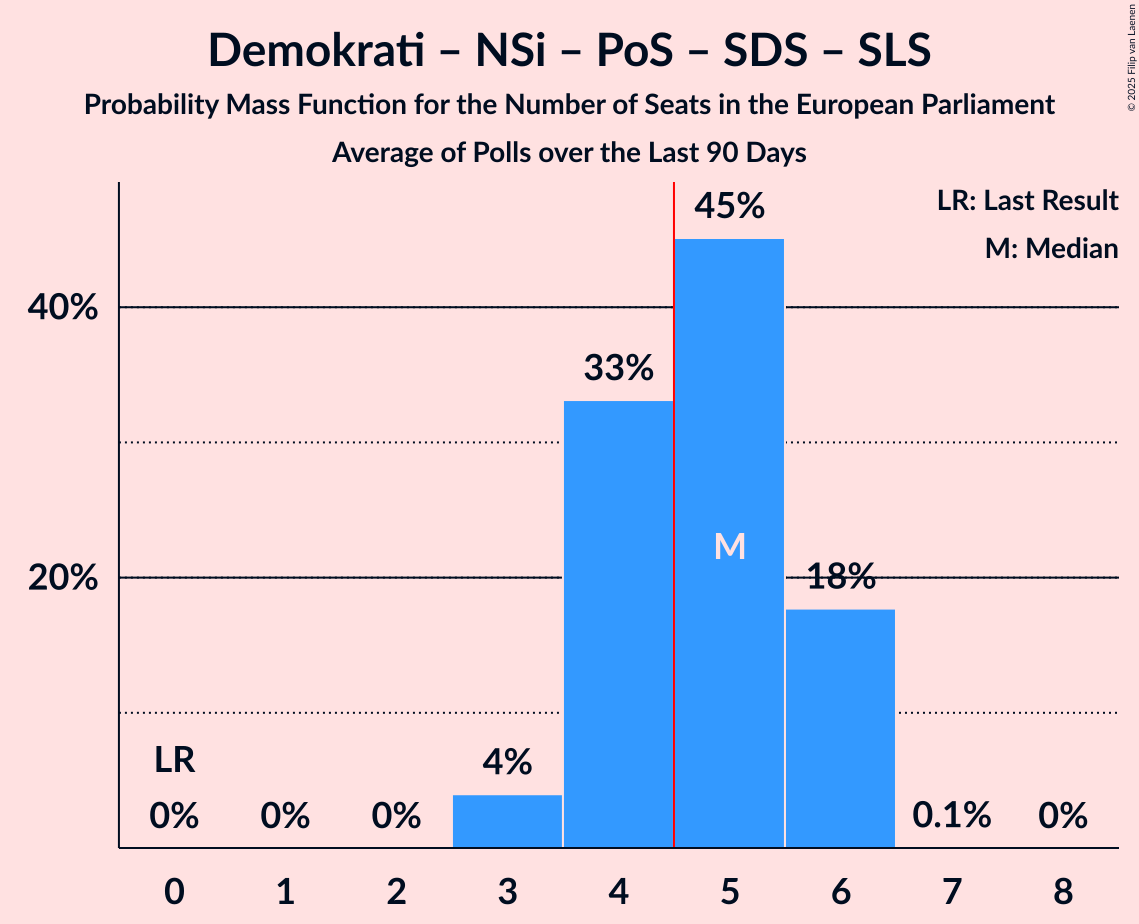 Demokrati – NSi – PoS – SDS – SLS
Probability Mass Function for the Number of Seats in the European Parliament
Average of Polls over the Last 90 Days
© 2025 Filip van Laenen
LR: Last Result
M: Median
45%
40%
33%
M
20%
18%
LR
4%
0%
0%
0%
0.1%
0%
0
1
2
3
4
5
6
7
8